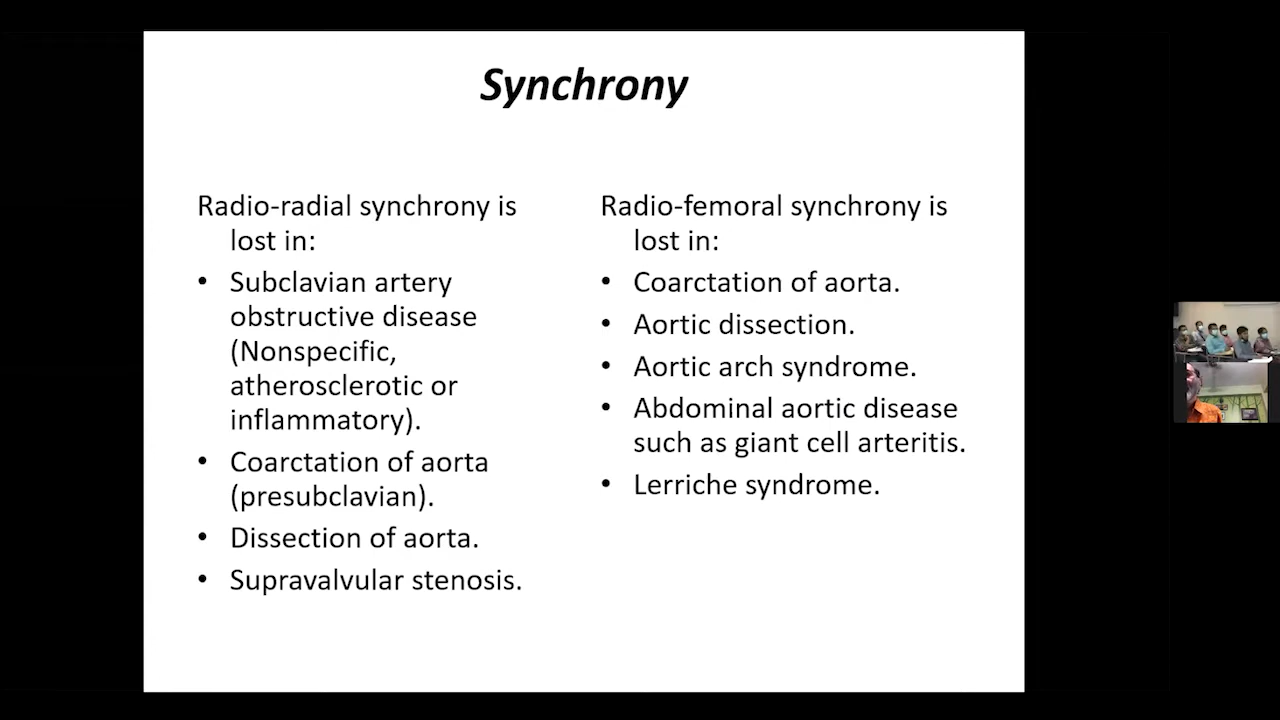 Synchrony
Radio-radial synchrony is
lost in:
• Subclavian artery
obstructive disease
(Nonspecific,
atherosclerotic or
inflammatory).
• Coarctation of aorta
(presubclavian).
• Dissection of aorta.
• Supravalvular stenosis.
Radio-femoral synchrony is
lost in:
• Coarctation of aorta.
• Aortic dissection.
• Aortic arch syndrome.
• Abdominal aortic disease
such as giant cell arteritis.
• Lerriche syndrome.